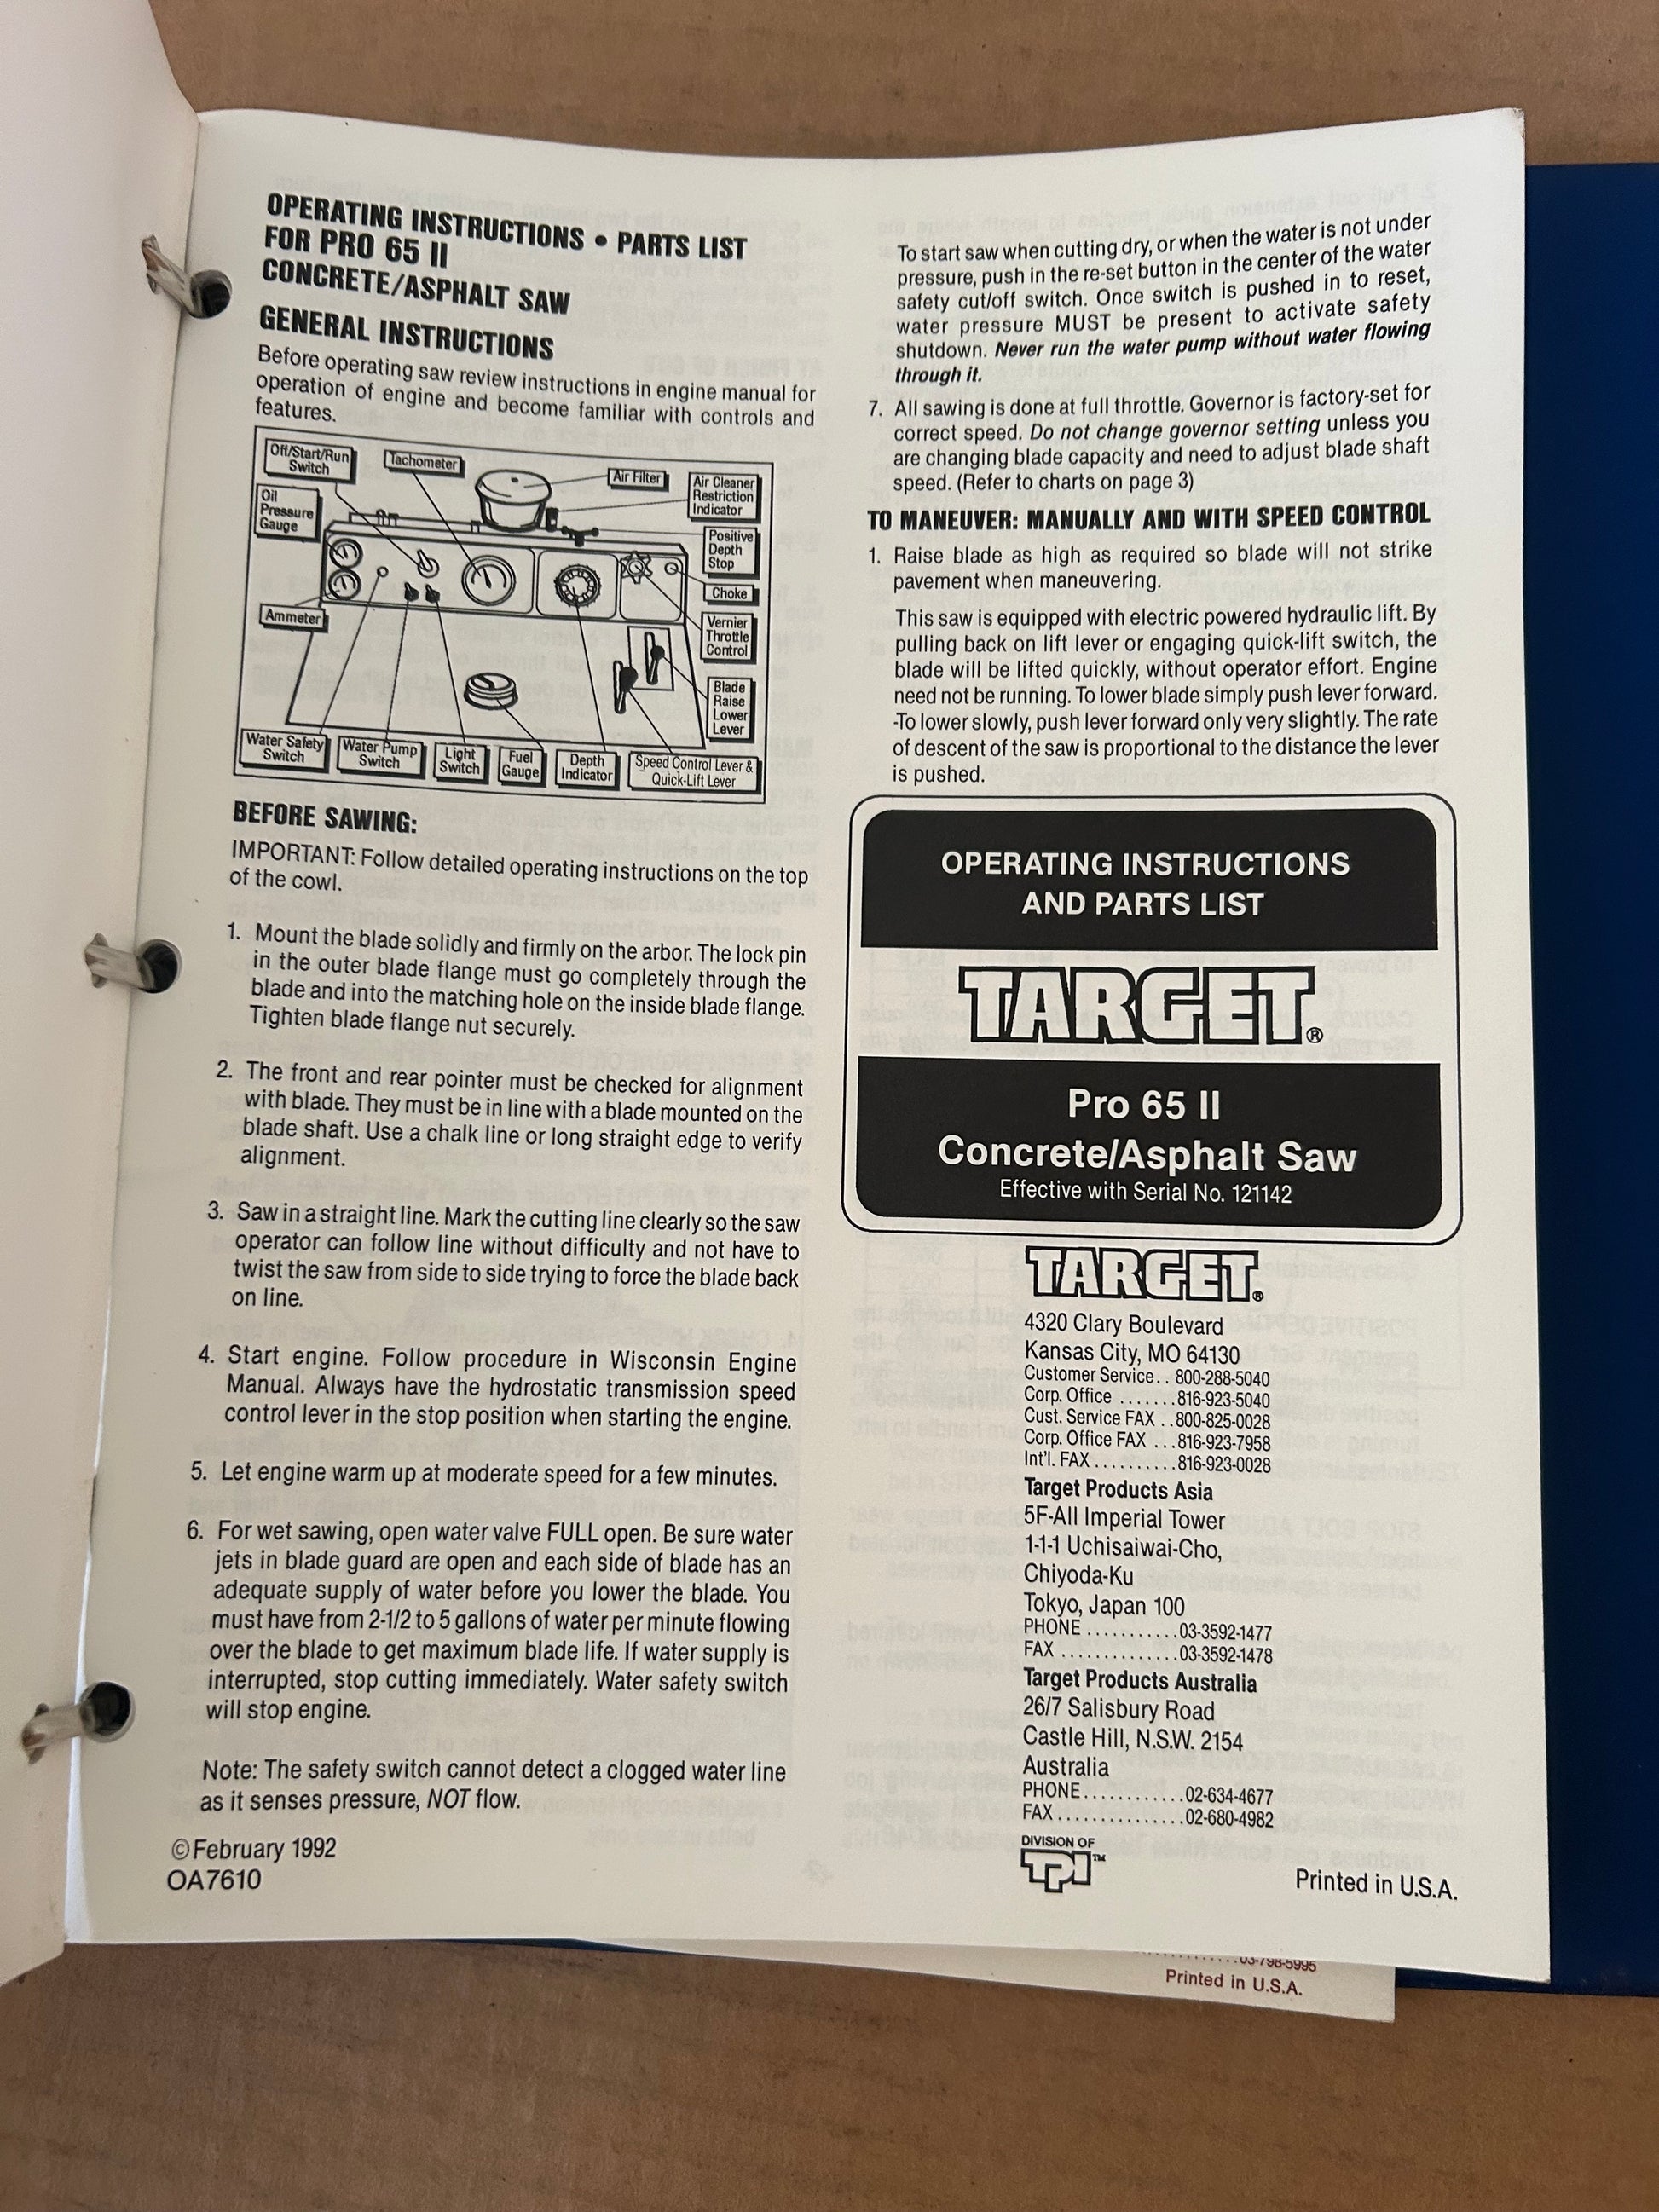 OPERATING INSTRUCTIONS • PARTS LIST
FOR PRO 65 II
CONCRETE/ASPHALT SAW
GENERAL INSTRUCTIONS
Before operating saw review instructions in engine manual for
operation of engine and become familiar with controls and
features.
Off/Start/Run
Switch
Tachometer
Air Filter
Air Cleaner
Restriction
Indicator
Oil
Pressure
Gauge
Positive
Depth
Stop
Choke
Ammeter
Vernier
Throttle
Control
Blade
Raise
Lower
Lever
Water Safety
Switch
Water Pump
Switch
Light
Switch
Fuel
Gauge
Depth
Indicator
Speed Control Lever &
Quick-Lift Lever
BEFORE SAWING:
IMPORTANT: Follow detailed operating instructions on the top
of the cowl.
1. Mount the blade solidly and firmly on the arbor. The lock pin
in the outer blade flange must go completely through the
blade and into the matching hole on the inside blade flange.
Tighten blade flange nut securely.
2. The front and rear pointer must be checked for alignment
with blade. They must be in line with a blade mounted on the
blade shaft. Use a chalk line or long straight edge to verify
alignment.
3. Saw in a straight line. Mark the cutting line clearly so the saw
operator can follow line without difficulty and not have to
twist the saw from side to side trying to force the blade back
on line.
4. Start engine. Follow procedure in Wisconsin Engine
Manual. Always have the hydrostatic transmission speed
control lever in the stop position when starting the engine.
5. Let engine warm up at moderate speed for a few minutes.
6. For wet sawing, open water valve FULL open. Be sure water
jets in blade guard are open and each side of blade has an
adequate supply of water before you lower the blade. You
must have from 2-1/2 to 5 gallons of water per minute flowing
over the blade to get maximum blade life. If water supply is
interrupted, stop cutting immediately. Water safety switch
will stop engine.
Note: The safety switch cannot detect a clogged water line
as it senses pressure, NOT flow.
©February 1992
OA7610
To start saw when cutting dry, or when the water is not under
pressure, push in the re-set button in the center of the water
safety cut/off switch. Once switch is pushed in to reset,
water pressure MUST be present to activate safety
shutdown. Never run the water pump without water flowing
through it.
7. All sawing is done at full throttle. Governor is factory-set for
correct speed. Do not change governor setting unless you
are changing blade capacity and need to adjust blade shaft
speed. (Refer to charts on page 3)
TO MANEUVER: MANUALLY AND WITH SPEED CONTROL
1. Raise blade as high as required so blade will not strike
pavement when maneuvering.
This saw is equipped with electric powered hydraulic lift. By
pulling back on lift lever or engaging quick-lift switch, the
blade will be lifted quickly, without operator effort. Engine
need not be running. To lower blade simply push lever forward.
-To lower slowly, push lever forward only very slightly. The rate
of descent of the saw is proportional to the distance the lever
is pushed.
OPERATING INSTRUCTIONS
AND PARTS LIST
TARGET®
Pro 65 II
Concrete/Asphalt Saw
Effective with Serial No. 121142
TARGET®
4320 Clary Boulevard
Kansas City, MO 64130
Customer Service.. 800-288-5040
Corp. Office .......816-923-5040
Cust. Service FAX ..800-825-0028
Corp. Office FAX ...816-923-7958
Int'l. FAX ..........816-923-0028
Target Products Asia
5F-All Imperial Tower
1-1-1 Uchisaiwai-Cho,
Chiyoda-Ku
Tokyo, Japan 100
PHONE ...........03-3592-1477
FAX ..............03-3592-1478
Target Products Australia
26/7 Salisbury Road
Castle Hill, N.S.W. 2154
Australia
PHONE............02-634-4677
FAX...............02-680-4982
DIVISION OF
TPI™
Printed in U.S.A.
03-798-5995
Printed in U.S.A.